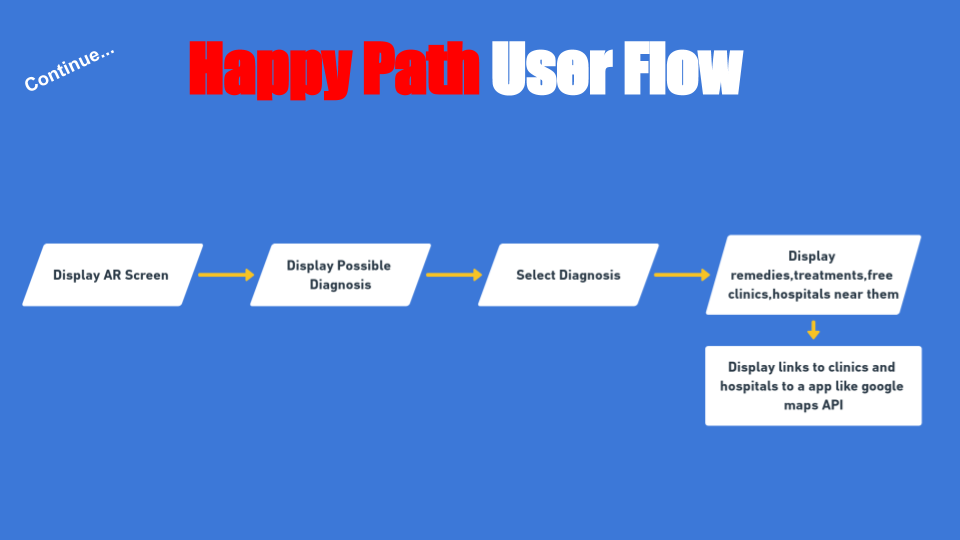 Continue...
Happy Path User Flow
Display AR Screen
Display Possible
Diagnosis
Select Diagnosis
Display
remedies,treatments,free
clinics,hospitals near them
Display links to clinics and
hospitals to a app like google
maps API